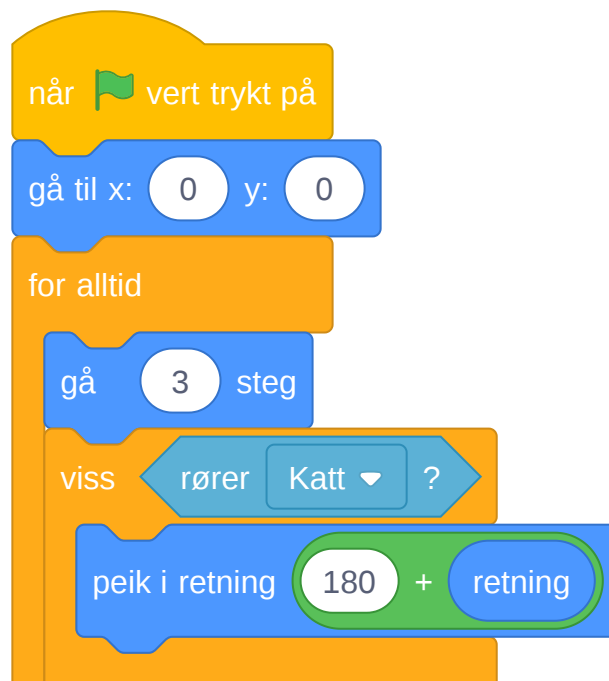 når vert trykt på
gå til x: 0 y: 0
for alltid
gå 3 steg
viss rører Katt ?
peik i retning 180 + retning